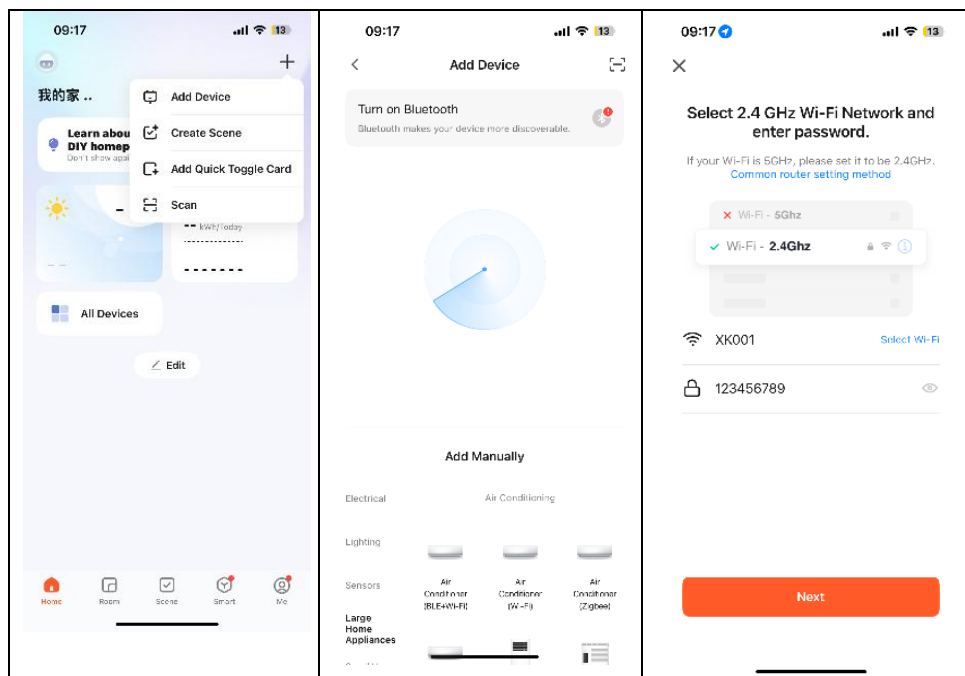 09:17
13
我的家 ..
Add Device
Create Scene
Add Quick Toggle Card
Scan
Learn abou
DIY homep
Don't show agai
-
-- kWh/Today
All Devices
Edit
Home
Room
Scene
Smart
Me
09:17
13
Add Device
Turn on Bluetooth
Bluetooth makes your device more discoverable.
Add Manually
Electrical
Air Conditioning
Lighting
Sensors
Large
Home
Appliances
Air
Conditioner
(BLE+Wi-Fi)
Air
Conditioner
(Wi-Fi)
Air
Conditioner
(Zigbee)
09:17
13
Select 2.4 GHz Wi-Fi Network and
enter password.
If your Wi-Fi is 5GHz, please set it to be 2.4GHz.
Common router setting method
Wi-Fi - 5Ghz
Wi-Fi - 2.4Ghz
XK001
Select Wi-Fi
123456789
Next